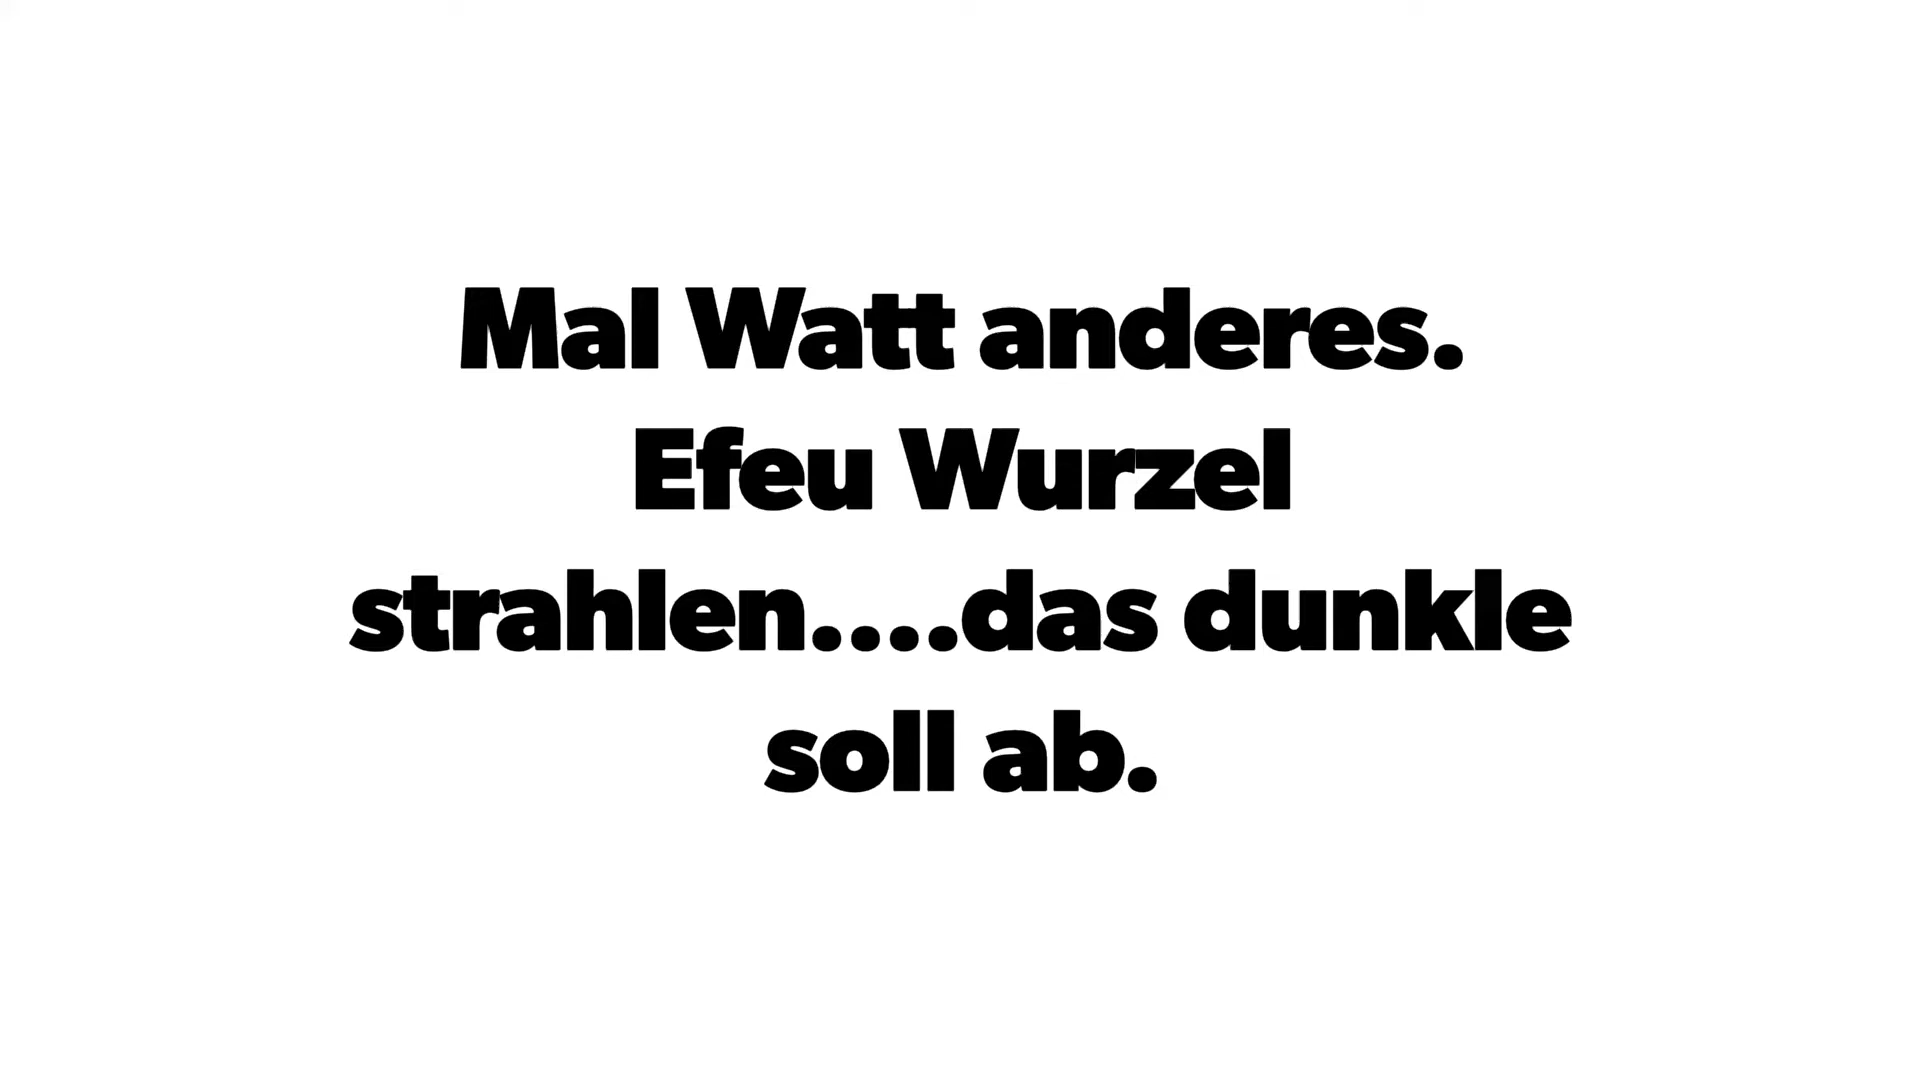 Mal Watt anderes.
Efeu Wurzel
strahlen....das dunkle
soll ab.